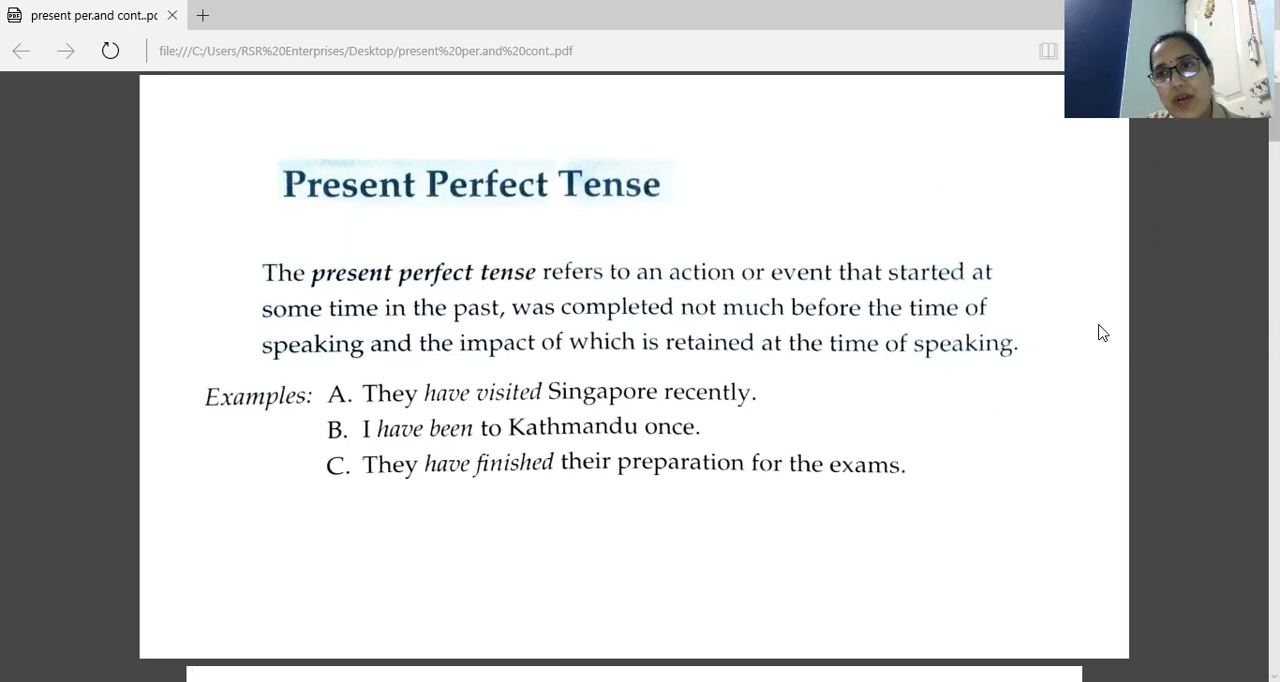 present per.and cont..pc
file:///C:/Users/RSR%20Enterprises/Desktop/present%20per.and%20cont..pdf
Present Perfect Tense
The present perfect tense refers to an action or event that started at
some time in the past, was completed not much before the time of
speaking and the impact of which is retained at the time of speaking.
Examples: A. They have visited Singapore recently.
B. I have been to Kathmandu once.
C. They have finished their preparation for the exams.